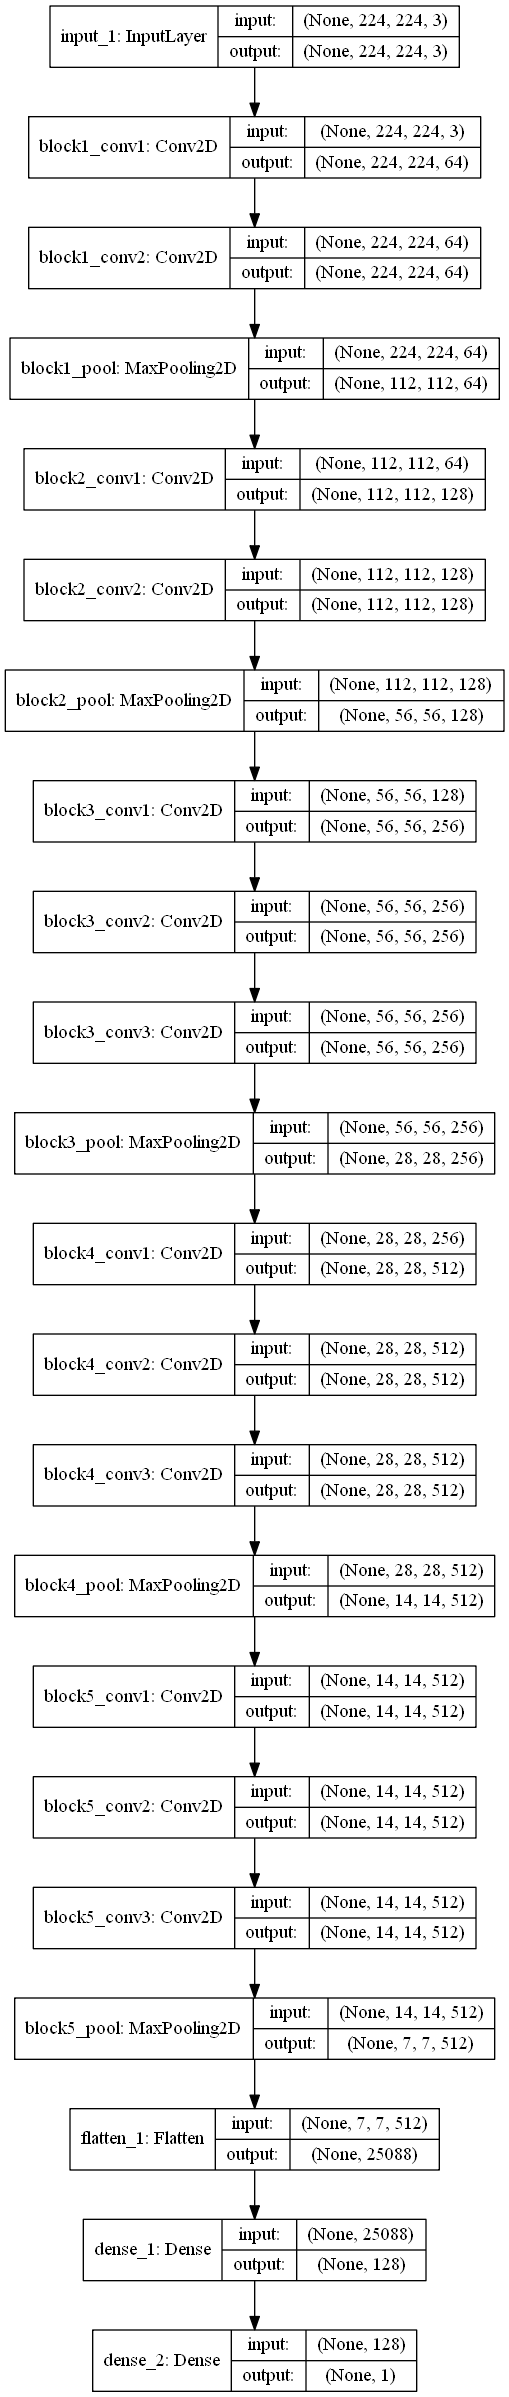 input_1: InputLayer
input:
(None, 224, 224, 3)
output:
(None, 224, 224, 3)
block1_conv1: Conv2D
input:
(None, 224, 224, 3)
output:
(None, 224, 224, 64)
block1_conv2: Conv2D
input:
(None, 224, 224, 64)
output:
(None, 224, 224, 64)
block1_pool: MaxPooling2D
input:
(None, 224, 224, 64)
output:
(None, 112, 112, 64)
block2_conv1: Conv2D
input:
(None, 112, 112, 64)
output:
(None, 112, 112, 128)
block2_conv2: Conv2D
input:
(None, 112, 112, 128)
output:
(None, 112, 112, 128)
block2_pool: MaxPooling2D
input:
(None, 112, 112, 128)
output:
(None, 56, 56, 128)
block3_conv1: Conv2D
input:
(None, 56, 56, 128)
output:
(None, 56, 56, 256)
block3_conv2: Conv2D
input:
(None, 56, 56, 256)
output:
(None, 56, 56, 256)
block3_conv3: Conv2D
input:
(None, 56, 56, 256)
output:
(None, 56, 56, 256)
block3_pool: MaxPooling2D
input:
(None, 56, 56, 256)
output:
(None, 28, 28, 256)
block4_conv1: Conv2D
input:
(None, 28, 28, 256)
output:
(None, 28, 28, 512)
block4_conv2: Conv2D
input:
(None, 28, 28, 512)
output:
(None, 28, 28, 512)
block4_conv3: Conv2D
input:
(None, 28, 28, 512)
output:
(None, 28, 28, 512)
block4_pool: MaxPooling2D
input:
(None, 28, 28, 512)
output:
(None, 14, 14, 512)
block5_conv1: Conv2D
input:
(None, 14, 14, 512)
output:
(None, 14, 14, 512)
block5_conv2: Conv2D
input:
(None, 14, 14, 512)
output:
(None, 14, 14, 512)
block5_conv3: Conv2D
input:
(None, 14, 14, 512)
output:
(None, 14, 14, 512)
block5_pool: MaxPooling2D
input:
(None, 14, 14, 512)
output:
(None, 7, 7, 512)
flatten_1: Flatten
input:
(None, 7, 7, 512)
output:
(None, 25088)
dense_1: Dense
input:
(None, 25088)
output:
(None, 128)
dense_2: Dense
input:
(None, 128)
output:
(None, 1)